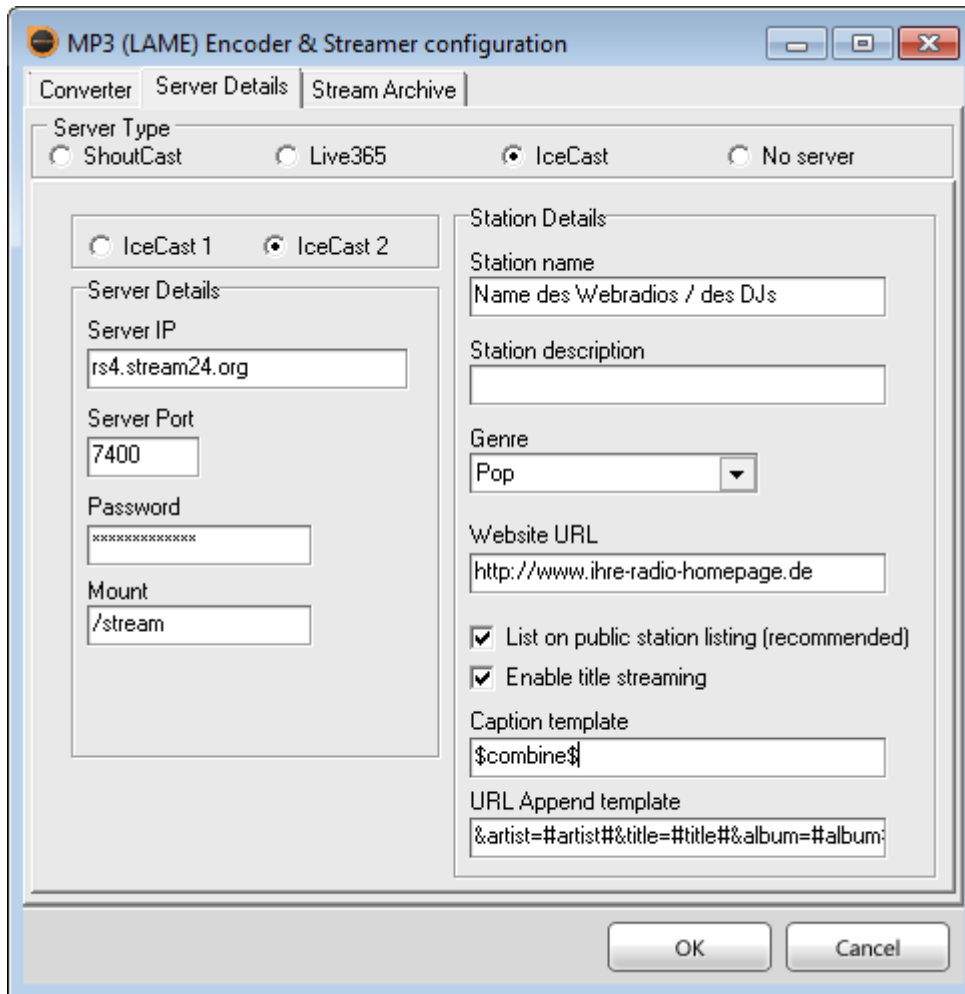 MP3 (LAME) Encoder & Streamer configuration
Converter Server Details Stream Archive
Server Type
ShoutCast Live365 IceCast No server
IceCast 1 IceCast 2
Server Details
Server IP
rs4.stream24.org
Server Port
7400
Password
*************
Mount
/stream
Station Details
Station name
Name des Webradios / des DJs
Station description
Genre
Pop
Website URL
http://www.ihre-radio-homepage.de
List on public station listing (recommended)
Enable title streaming
Caption template
$combine$
URL Append template
&artist=#artist#&title=#title#&album=#album
OK Cancel